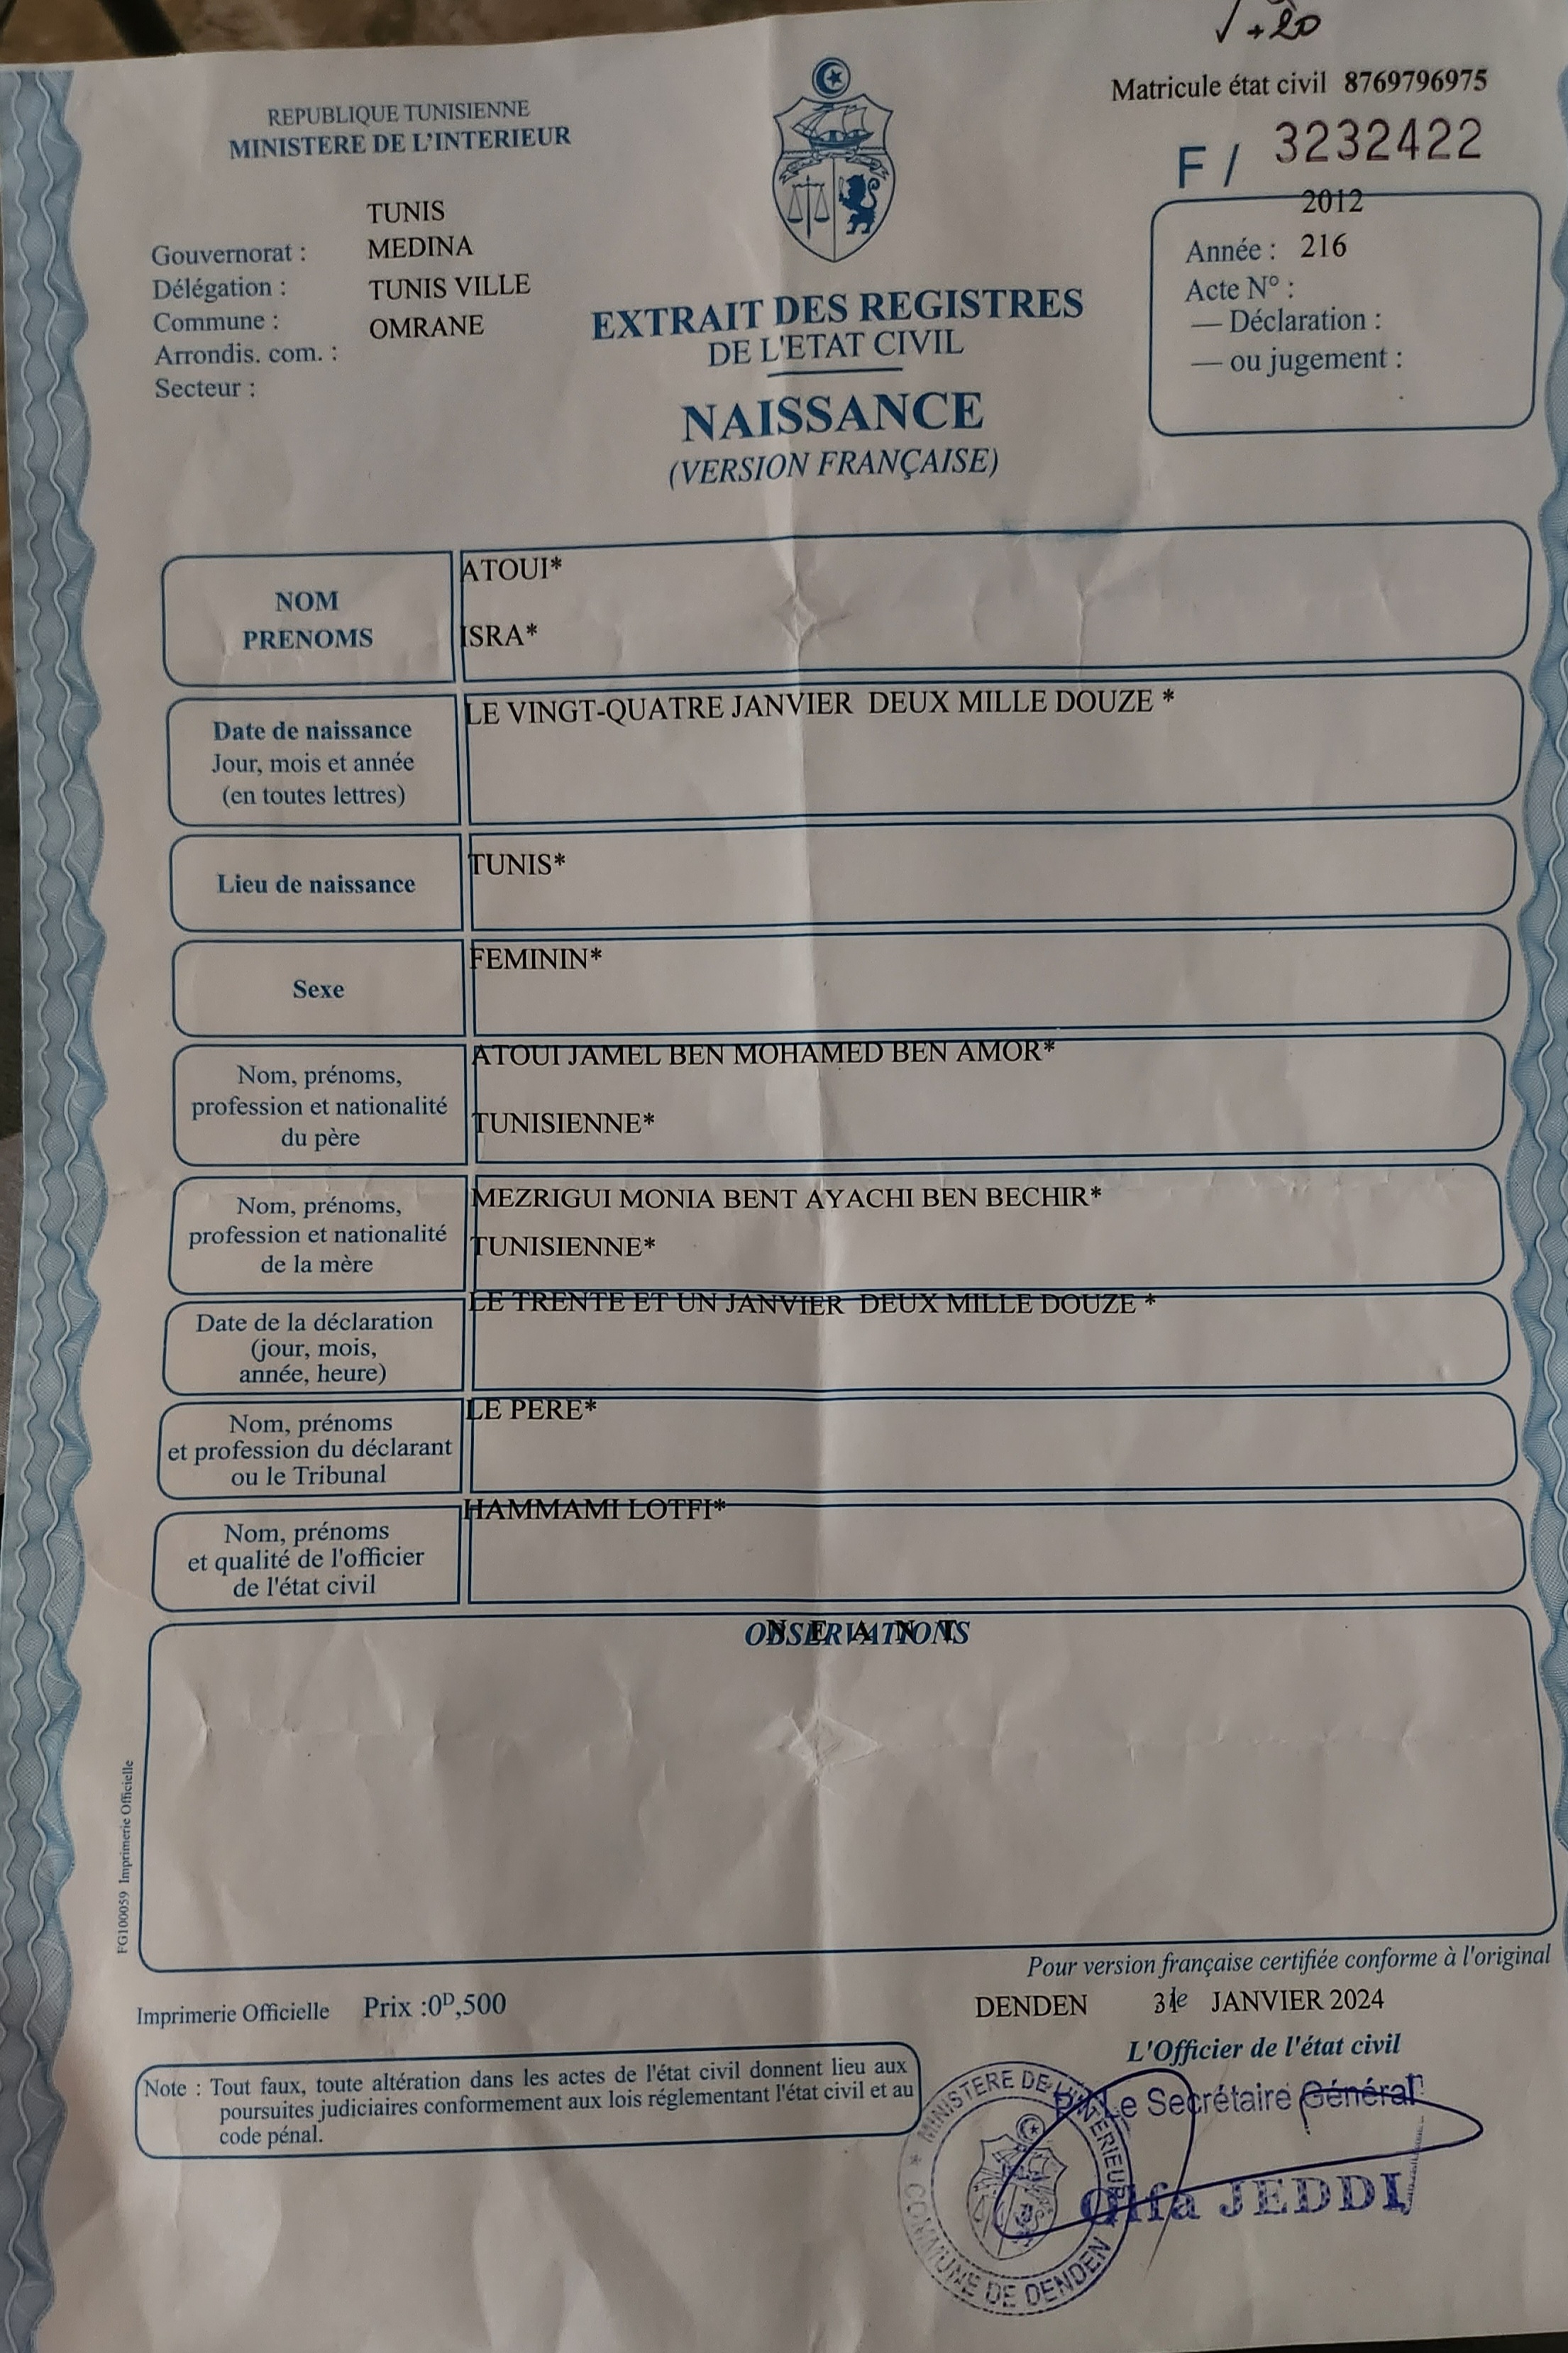 √ +20
Matricule état civil 8769796975
F / 3232422
REPUBLIQUE TUNISIENNE
MINISTERE DE L'INTERIEUR
TUNIS
Gouvernorat : MEDINA
Délégation : TUNIS VILLE
Commune : OMRANE
Arrondis. com. :
Secteur :
2012
Année : 216
Acte N° :
— Déclaration :
— ou jugement :
EXTRAIT DES REGISTRES
DE L'ETAT CIVIL
NAISSANCE
(VERSION FRANÇAISE)
NOM ATOUI*
PRENOMS ISRA*
Date de naissance
Jour, mois et année
(en toutes lettres)
LE VINGT-QUATRE JANVIER DEUX MILLE DOUZE *
Lieu de naissance
TUNIS*
Sexe
FEMININ*
Nom, prénoms,
profession et nationalité
du père
ATOUI JAMEL BEN MOHAMED BEN AMOR*
TUNISIENNE*
Nom, prénoms,
profession et nationalité
de la mère
MEZRIGUI MONIA BENT AYACHI BEN BECHIR*
TUNISIENNE*
Date de la déclaration
(jour, mois,
année, heure)
LE TRENTE ET UN JANVIER DEUX MILLE DOUZE *
Nom, prénoms
et profession du déclarant
ou le Tribunal
LE PERE*
Nom, prénoms
et qualité de l'officier
de l'état civil
HAMMAMI LOTFI*
OBSERVATIONS
N E A N T
FG100059 Imprimerie Officielle
Pour version française certifiée conforme à l'original
Imprimerie Officielle Prix :0ᴰ,500
DENDEN 31e JANVIER 2024
L'Officier de l'état civil
Note : Tout faux, toute altération dans les actes de l'état civil donnent lieu aux
poursuites judiciaires conformement aux lois réglementant l'état civil et au
code pénal.
Le Secrétaire Général
Olfa JEDDI
* MINISTERE DE L'INTERIEUR *
COMMUNE DE DENDEN